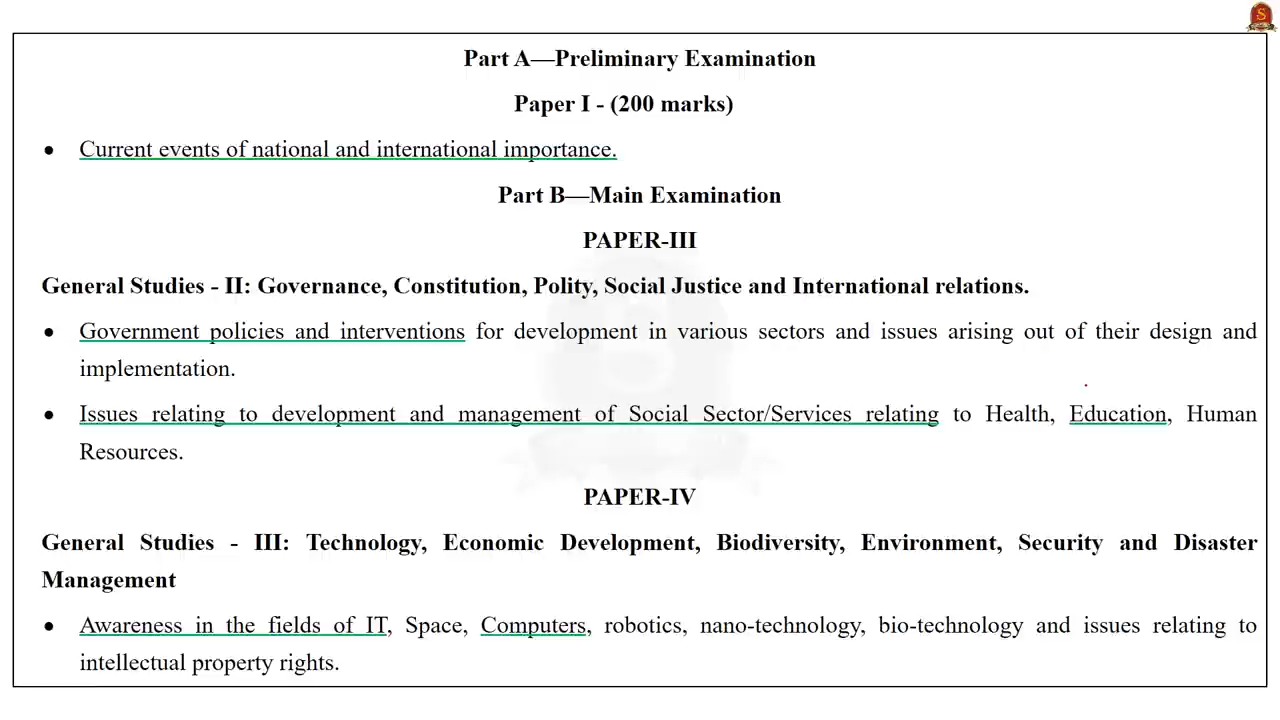 S
Part A—Preliminary Examination
Paper I - (200 marks)
• Current events of national and international importance.
Part B—Main Examination
PAPER-III
General Studies - II: Governance, Constitution, Polity, Social Justice and International relations.
• Government policies and interventions for development in various sectors and issues arising out of their design and
implementation.
• Issues relating to development and management of Social Sector/Services relating to Health, Education, Human
Resources.
PAPER-IV
General Studies - III: Technology, Economic Development, Biodiversity, Environment, Security and Disaster
Management
• Awareness in the fields of IT, Space, Computers, robotics, nano-technology, bio-technology and issues relating to
intellectual property rights.